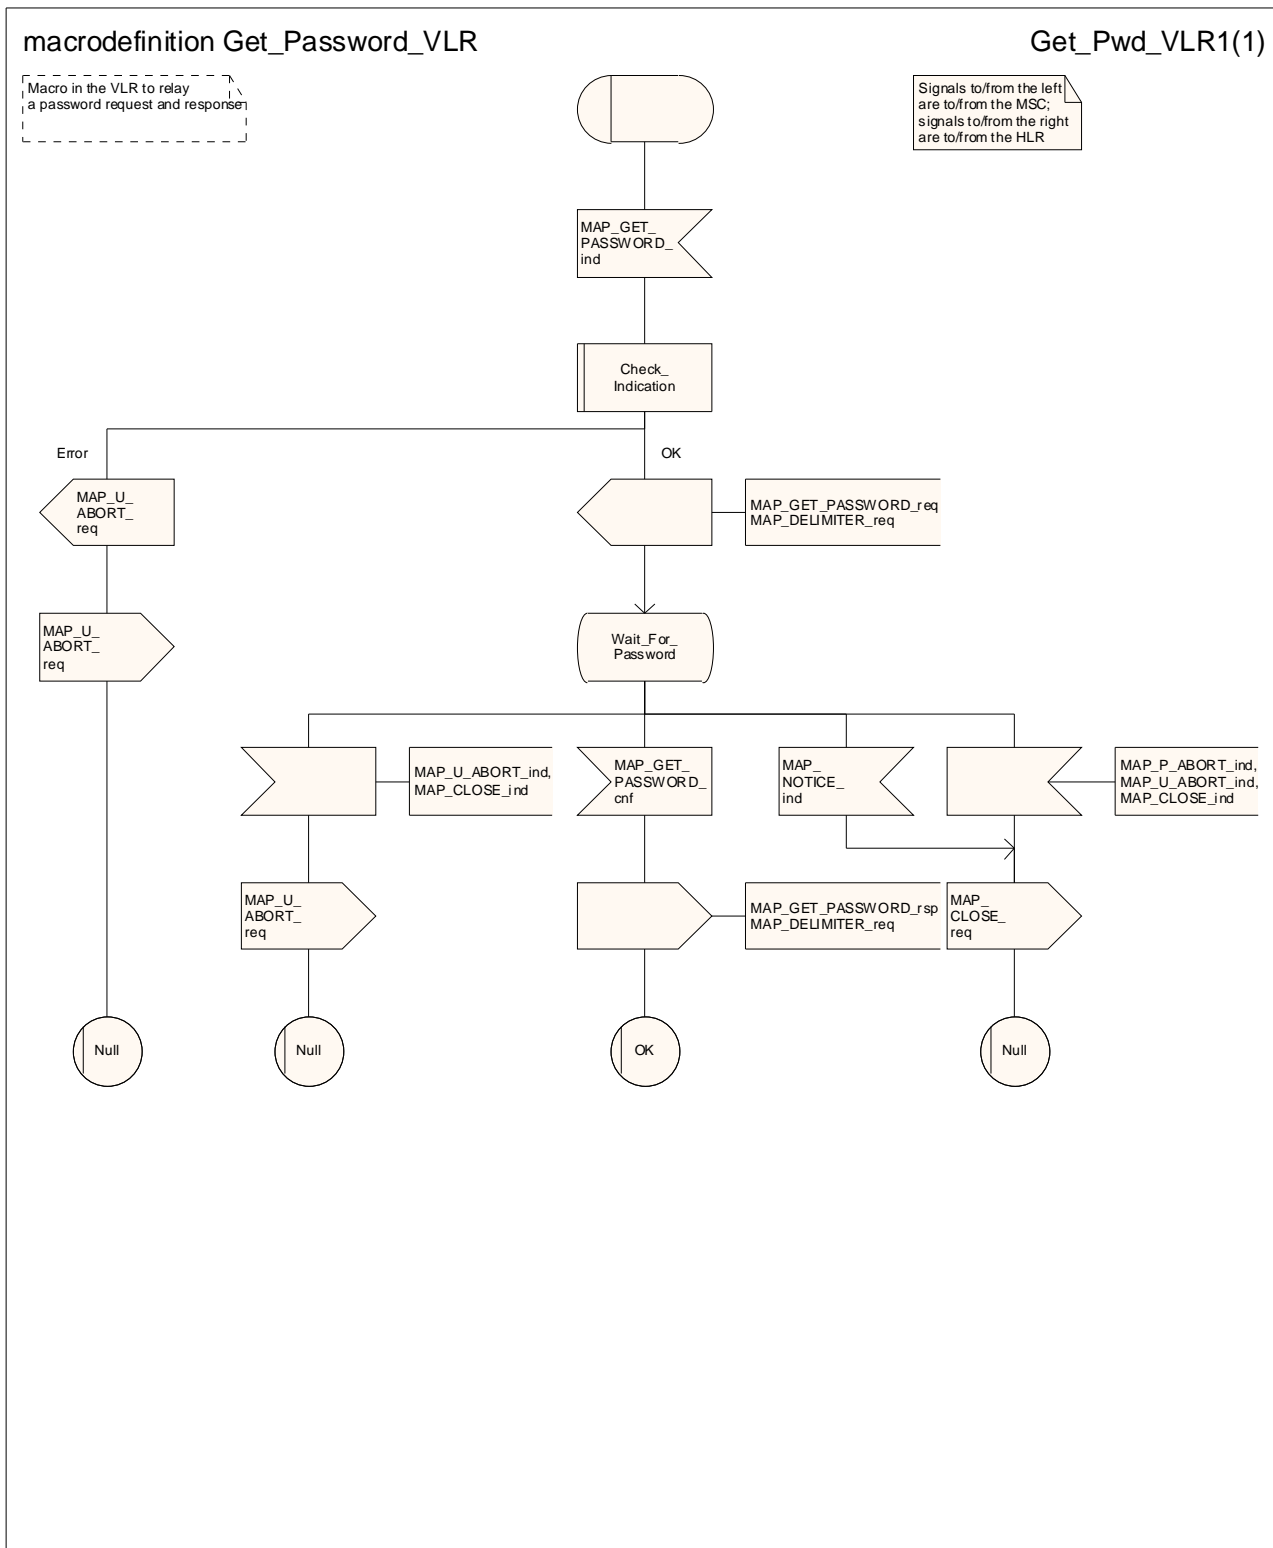 macrodefinition Get_Password_VLR
Get_Pwd_VLR1(1)
Macro in the VLR to relay
a password request and response
Signals to/from the left
are to/from the MSC;
signals to/from the right
are to/from the HLR
MAP_GET_
PASSWORD_
ind
Check_
Indication
Error
OK
MAP_U_
ABORT_
req
MAP_GET_PASSWORD_req
MAP_DELIMITER_req
MAP_U_
ABORT_
req
Wait_For_
Password
MAP_U_ABORT_ind,
MAP_CLOSE_ind
MAP_GET_
PASSWORD_
cnf
MAP_
NOTICE_
ind
MAP_P_ABORT_ind,
MAP_U_ABORT_ind,
MAP_CLOSE_ind
MAP_U_
ABORT_
req
MAP_GET_PASSWORD_rsp
MAP_DELIMITER_req
MAP_
CLOSE_
req
Null
Null
OK
Null